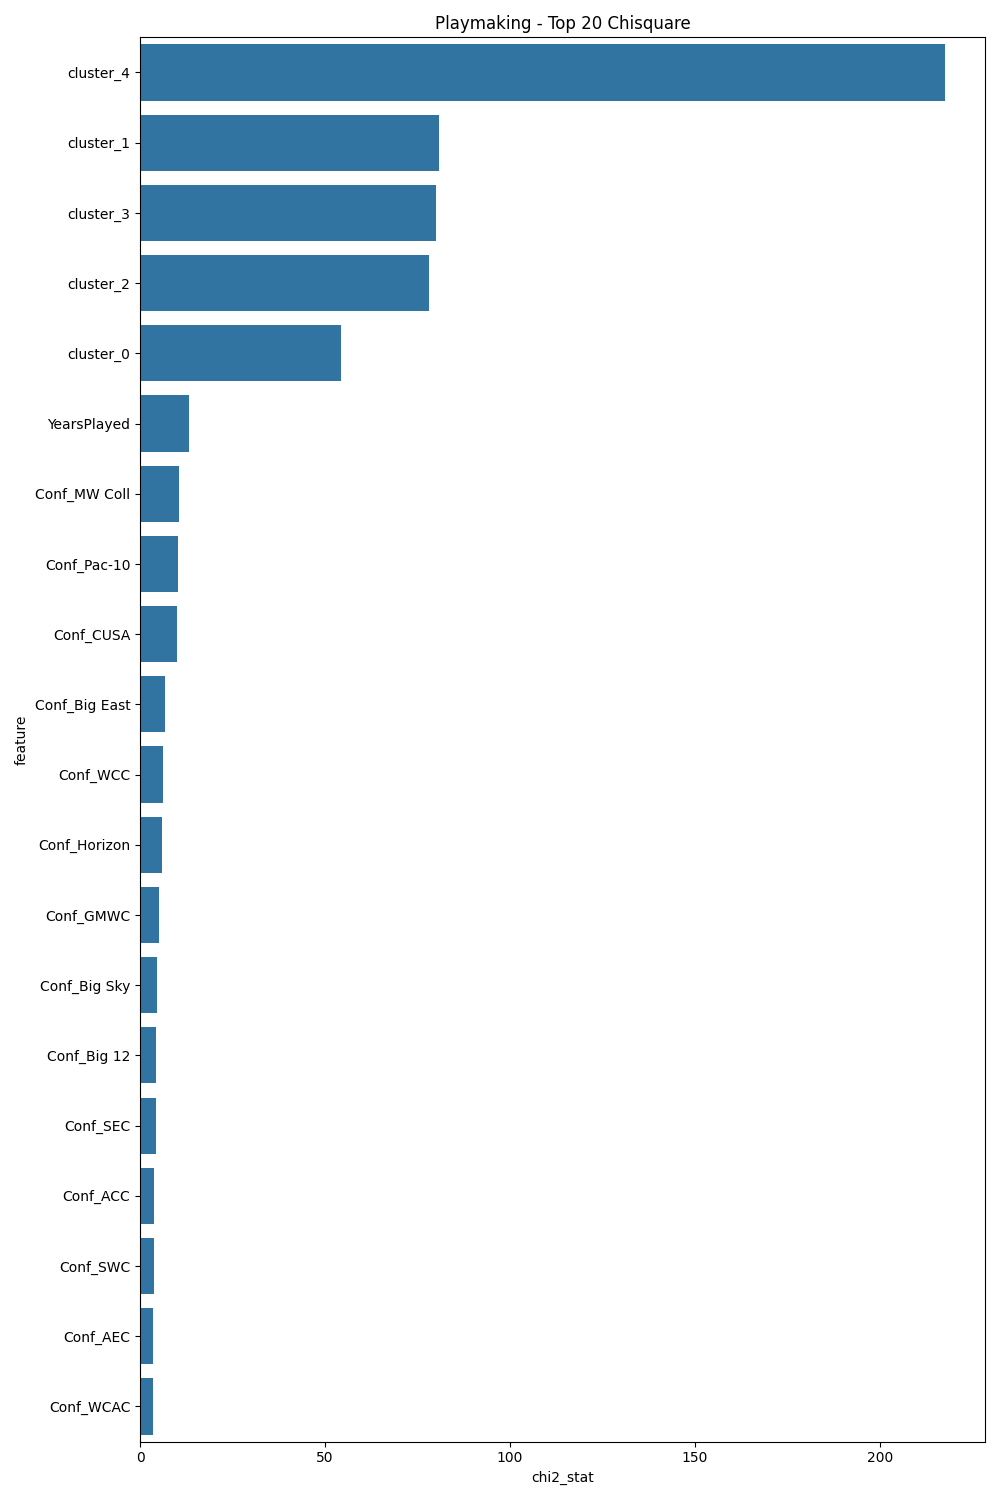 Playmaking - Top 20 Chisquare
cluster_4
cluster_1
cluster_3
cluster_2
cluster_0
YearsPlayed
Conf_MW Coll
Conf_Pac-10
Conf_CUSA
Conf_Big East
Conf_WCC
Conf_Horizon
Conf_GMWC
Conf_Big Sky
Conf_Big 12
Conf_SEC
Conf_ACC
Conf_SWC
Conf_AEC
Conf_WCAC
feature
0 50 100 150 200
chi2_stat